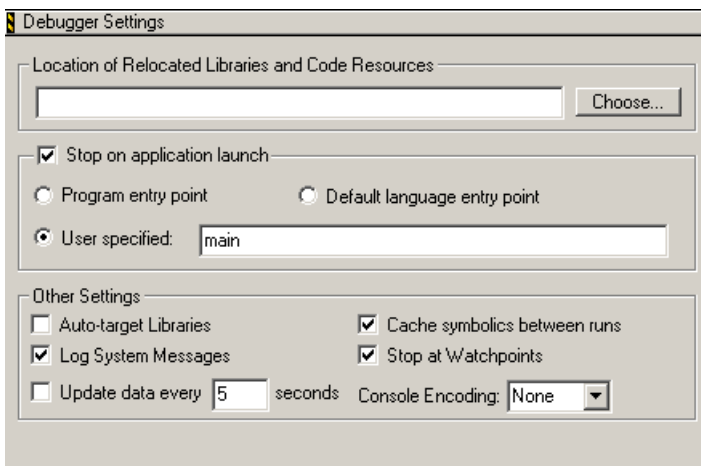 Debugger Settings
Location of Relocated Libraries and Code Resources
Choose...
Stop on application launch
Program entry point Default language entry point
User specified: main
Other Settings
Auto-target Libraries Cache symbolics between runs
Log System Messages Stop at Watchpoints
Update data every 5 seconds Console Encoding: None